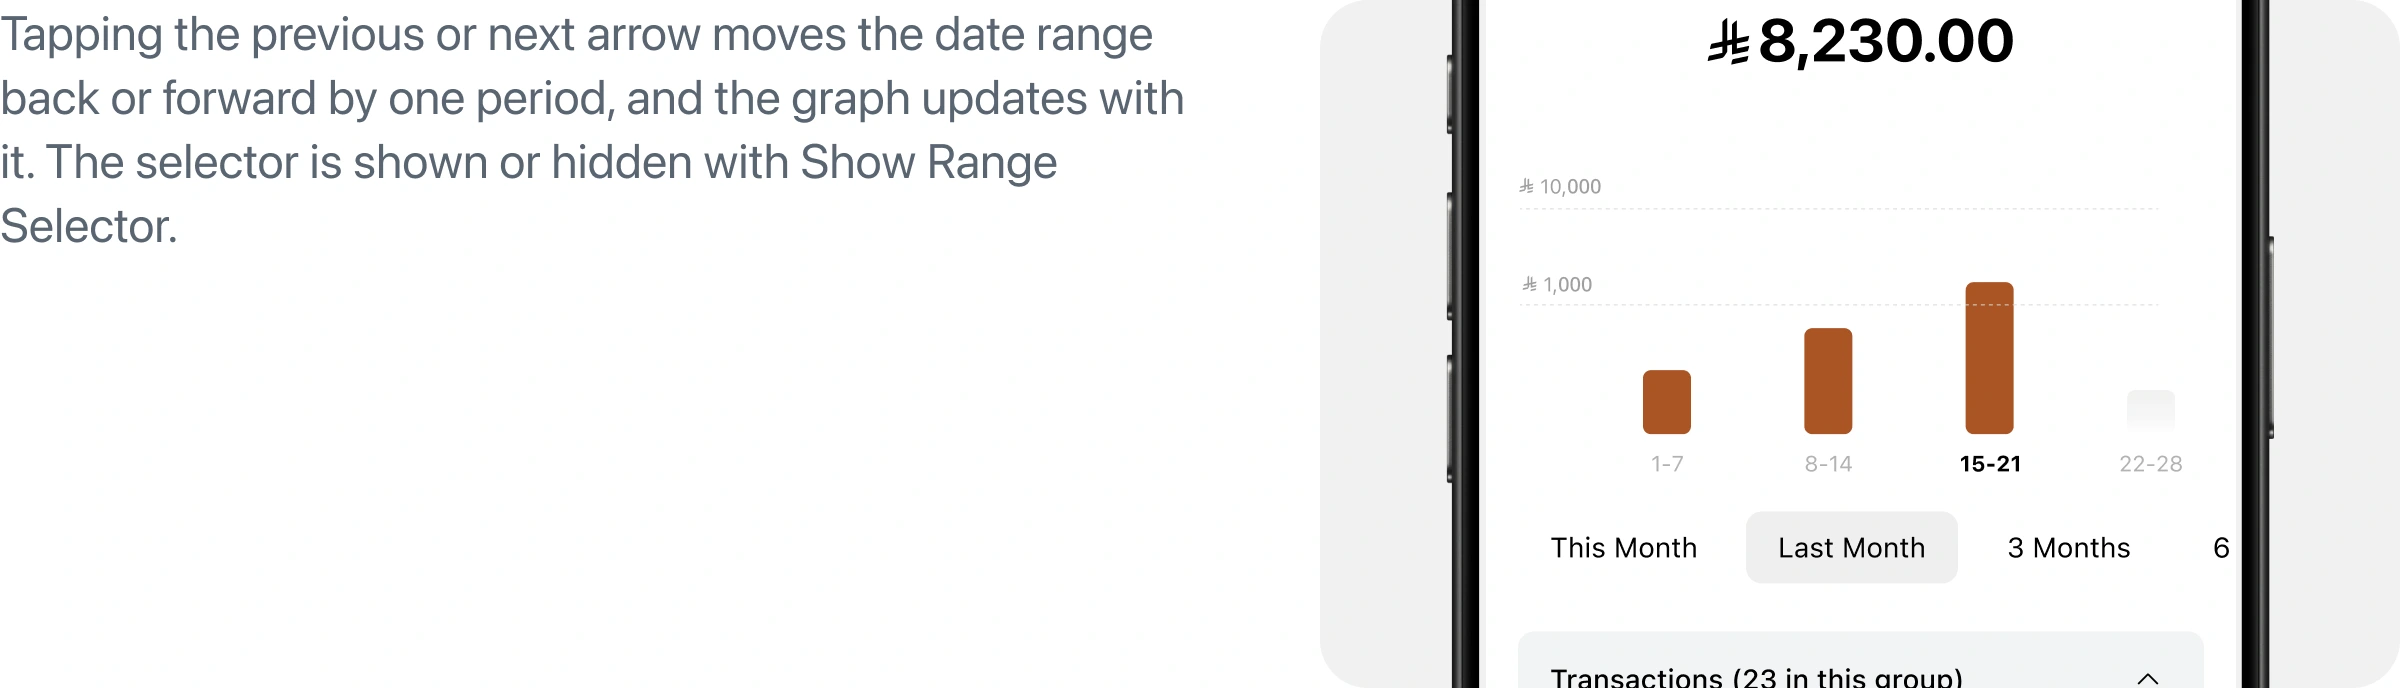 Tapping the previous or next arrow moves the date range
back or forward by one period, and the graph updates with
it. The selector is shown or hidden with Show Range
Selector.
⃁ 8,230.00
⃁ 10,000
⃁ 1,000
1-7 8-14 15-21 22-28
This Month Last Month 3 Months 6
Transactions (23 in this group)